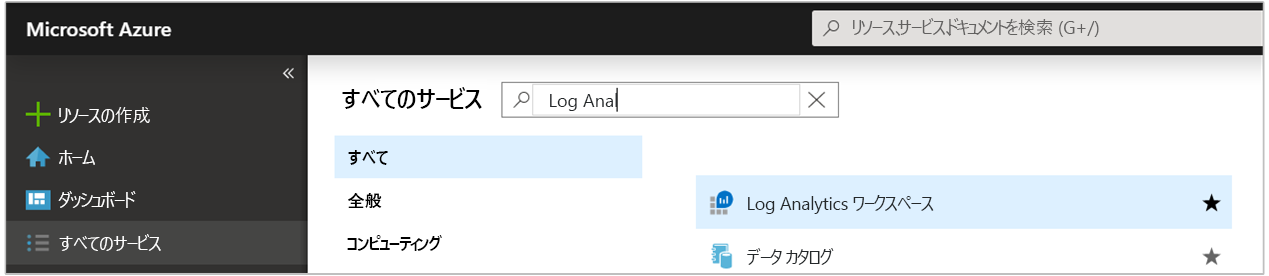 Microsoft Azure
リソース、サービス、ドキュメントを検索 (G+/)
«
リソースの作成
ホーム
ダッシュボード
すべてのサービス
すべてのサービス
Log Anal
すべて
全般
コンピューティング
Log Analytics ワークスペース
データ カタログ